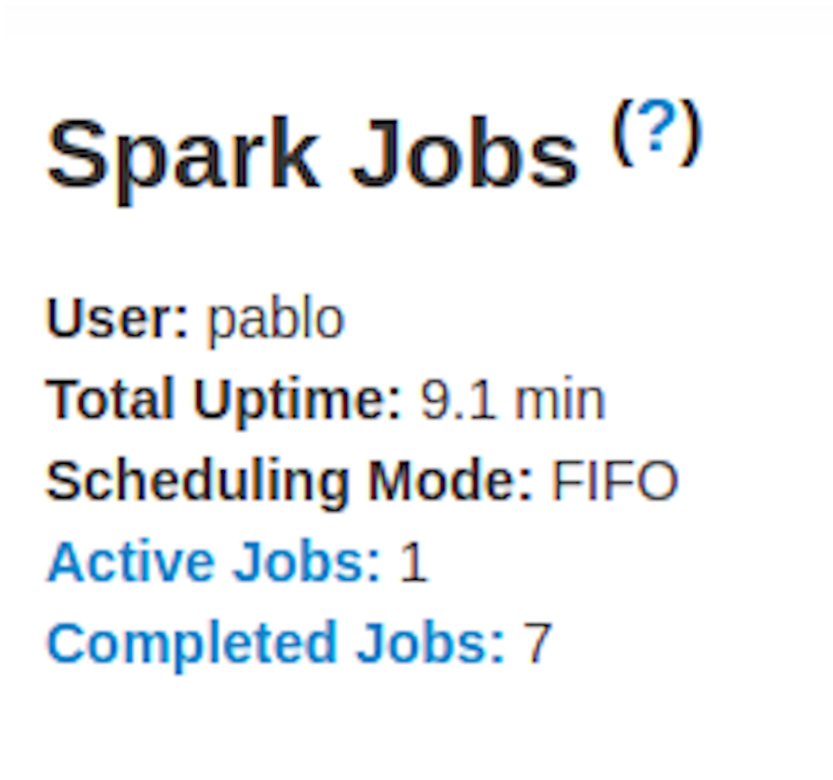 Spark Jobs (?)
User: pablo
Total Uptime: 9.1 min
Scheduling Mode: FIFO
Active Jobs: 1
Completed Jobs: 7